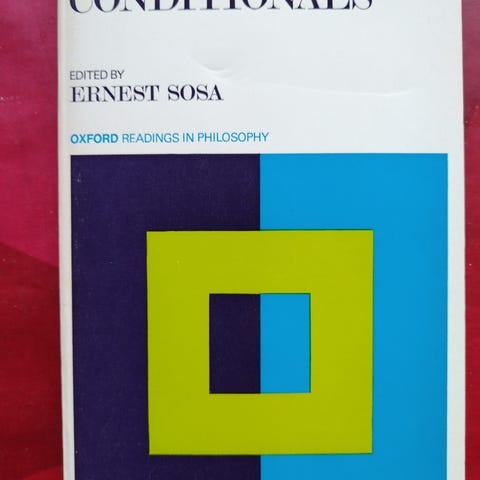 CONDITIONALS
EDITED BY
ERNEST SOSA
OXFORD READINGS IN PHILOSOPHY